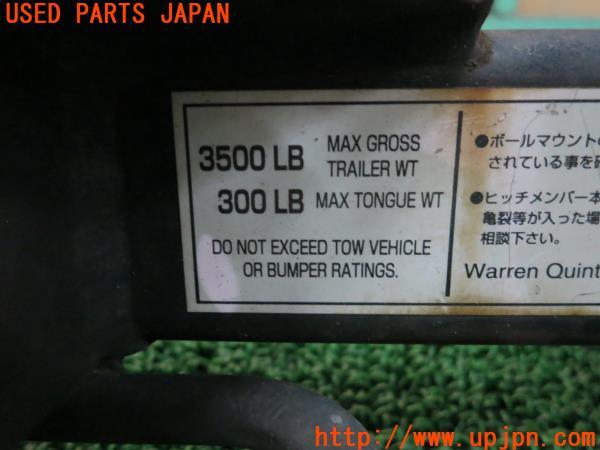 USED PARTS JAPAN
3500 LB MAX GROSS
TRAILER WT
300 LB MAX TONGUE WT
DO NOT EXCEED TOW VEHICLE
OR BUMPER RATINGS.
●ボールマウントの
されている事を
●ヒッチメンバー本
亀裂等が入った場
相談下さい。
Warren Quint
http://www.upjpn.com/